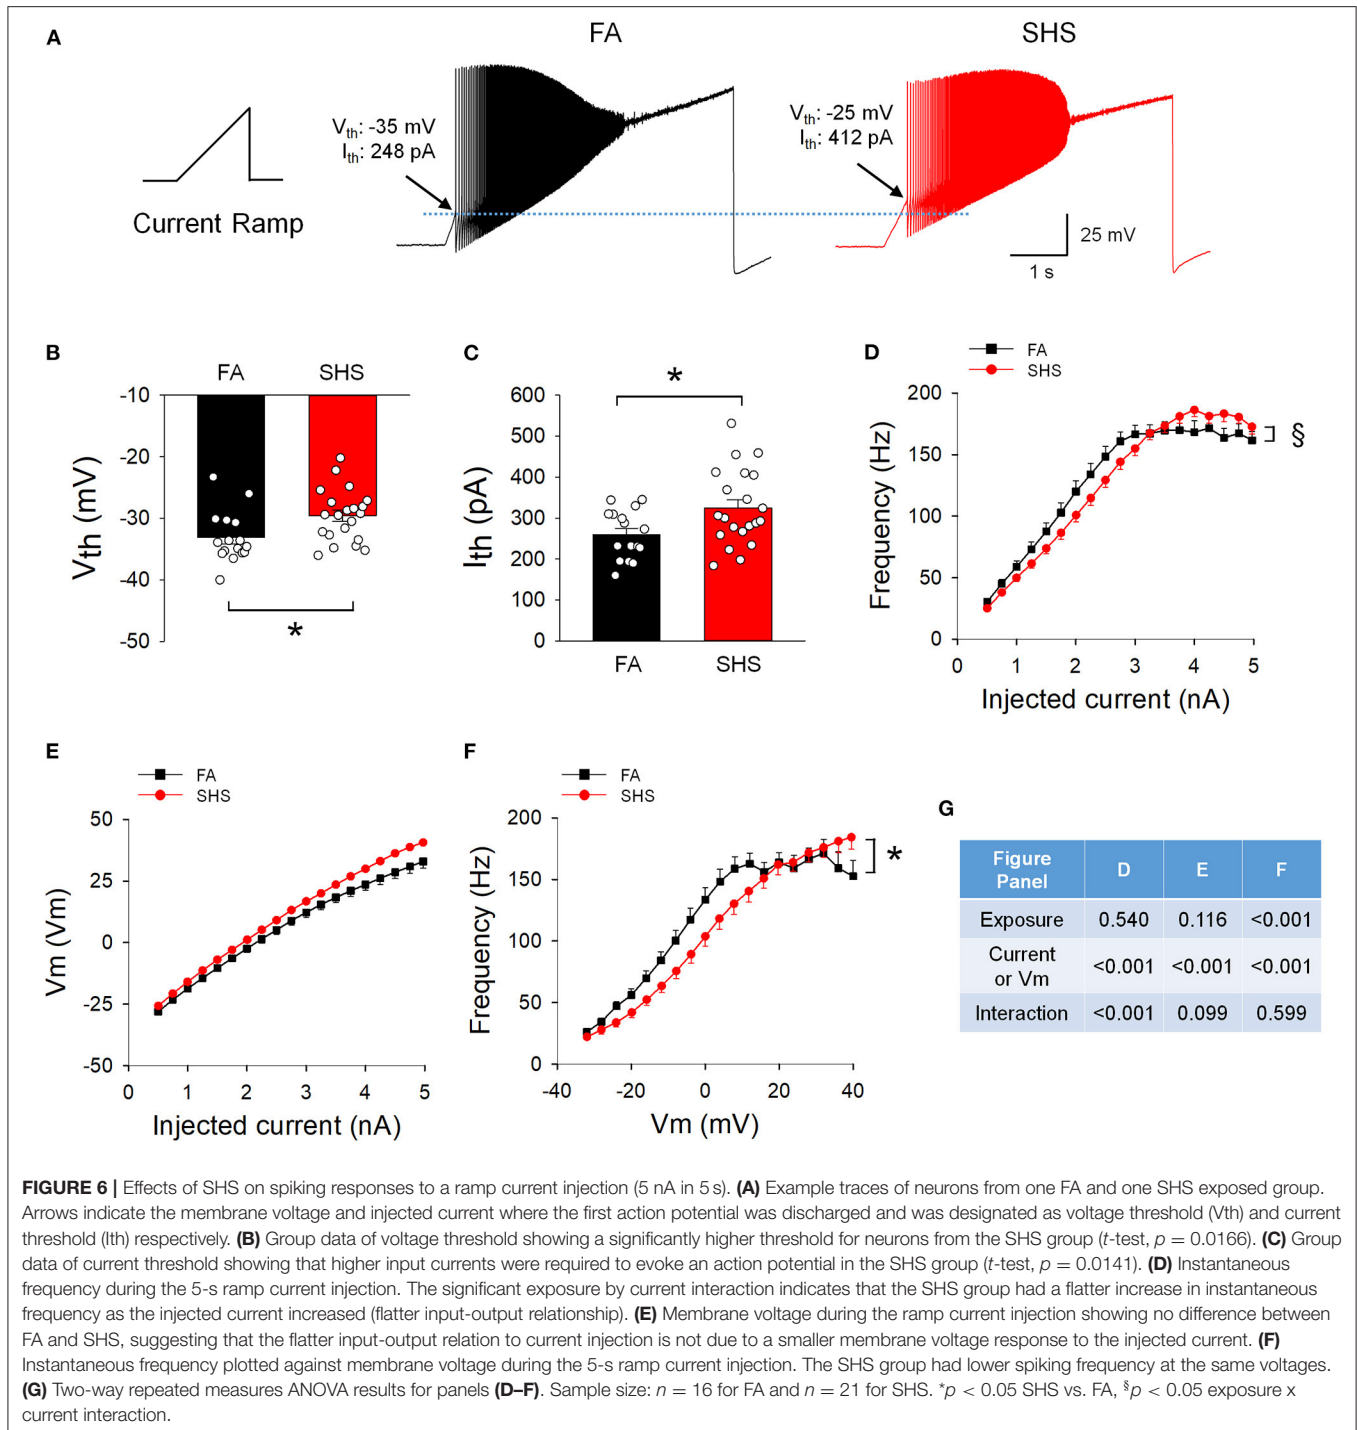 A
FA
SHS
Vth: -35 mV
Ith: 248 pA
Vth: -25 mV
Ith: 412 pA
Current Ramp
25 mV
1 s
B
FA
SHS
-10
-20
-30
-40
-50
Vth (mV)
*
C
*
600
500
400
300
200
100
0
Ith (pA)
FA
SHS
D
FA
SHS
200
150
100
50
0
Frequency (Hz)
§
0 1 2 3 4 5
Injected current (nA)
E
FA
SHS
50
25
0
-25
-50
Vm (Vm)
0 1 2 3 4 5
Injected current (nA)
F
FA
SHS
200
150
100
50
0
Frequency (Hz)
*
-40 -20 0 20 40
Vm (mV)
G
Figure Panel D E F
Exposure 0.540 0.116 <0.001
Current or Vm <0.001 <0.001 <0.001
Interaction <0.001 0.099 0.599
FIGURE 6 | Effects of SHS on spiking responses to a ramp current injection (5 nA in 5 s). (A) Example traces of neurons from one FA and one SHS exposed group.
Arrows indicate the membrane voltage and injected current where the first action potential was discharged and was designated as voltage threshold (Vth) and current
threshold (Ith) respectively. (B) Group data of voltage threshold showing a significantly higher threshold for neurons from the SHS group (t-test, p = 0.0166). (C) Group
data of current threshold showing that higher input currents were required to evoke an action potential in the SHS group (t-test, p = 0.0141). (D) Instantaneous
frequency during the 5-s ramp current injection. The significant exposure by current interaction indicates that the SHS group had a flatter increase in instantaneous
frequency as the injected current increased (flatter input-output relationship). (E) Membrane voltage during the ramp current injection showing no difference between
FA and SHS, suggesting that the flatter input-output relation to current injection is not due to a smaller membrane voltage response to the injected current. (F)
Instantaneous frequency plotted against membrane voltage during the 5-s ramp current injection. The SHS group had lower spiking frequency at the same voltages.
(G) Two-way repeated measures ANOVA results for panels (D–F). Sample size: n = 16 for FA and n = 21 for SHS. *p < 0.05 SHS vs. FA, §p < 0.05 exposure x
current interaction.